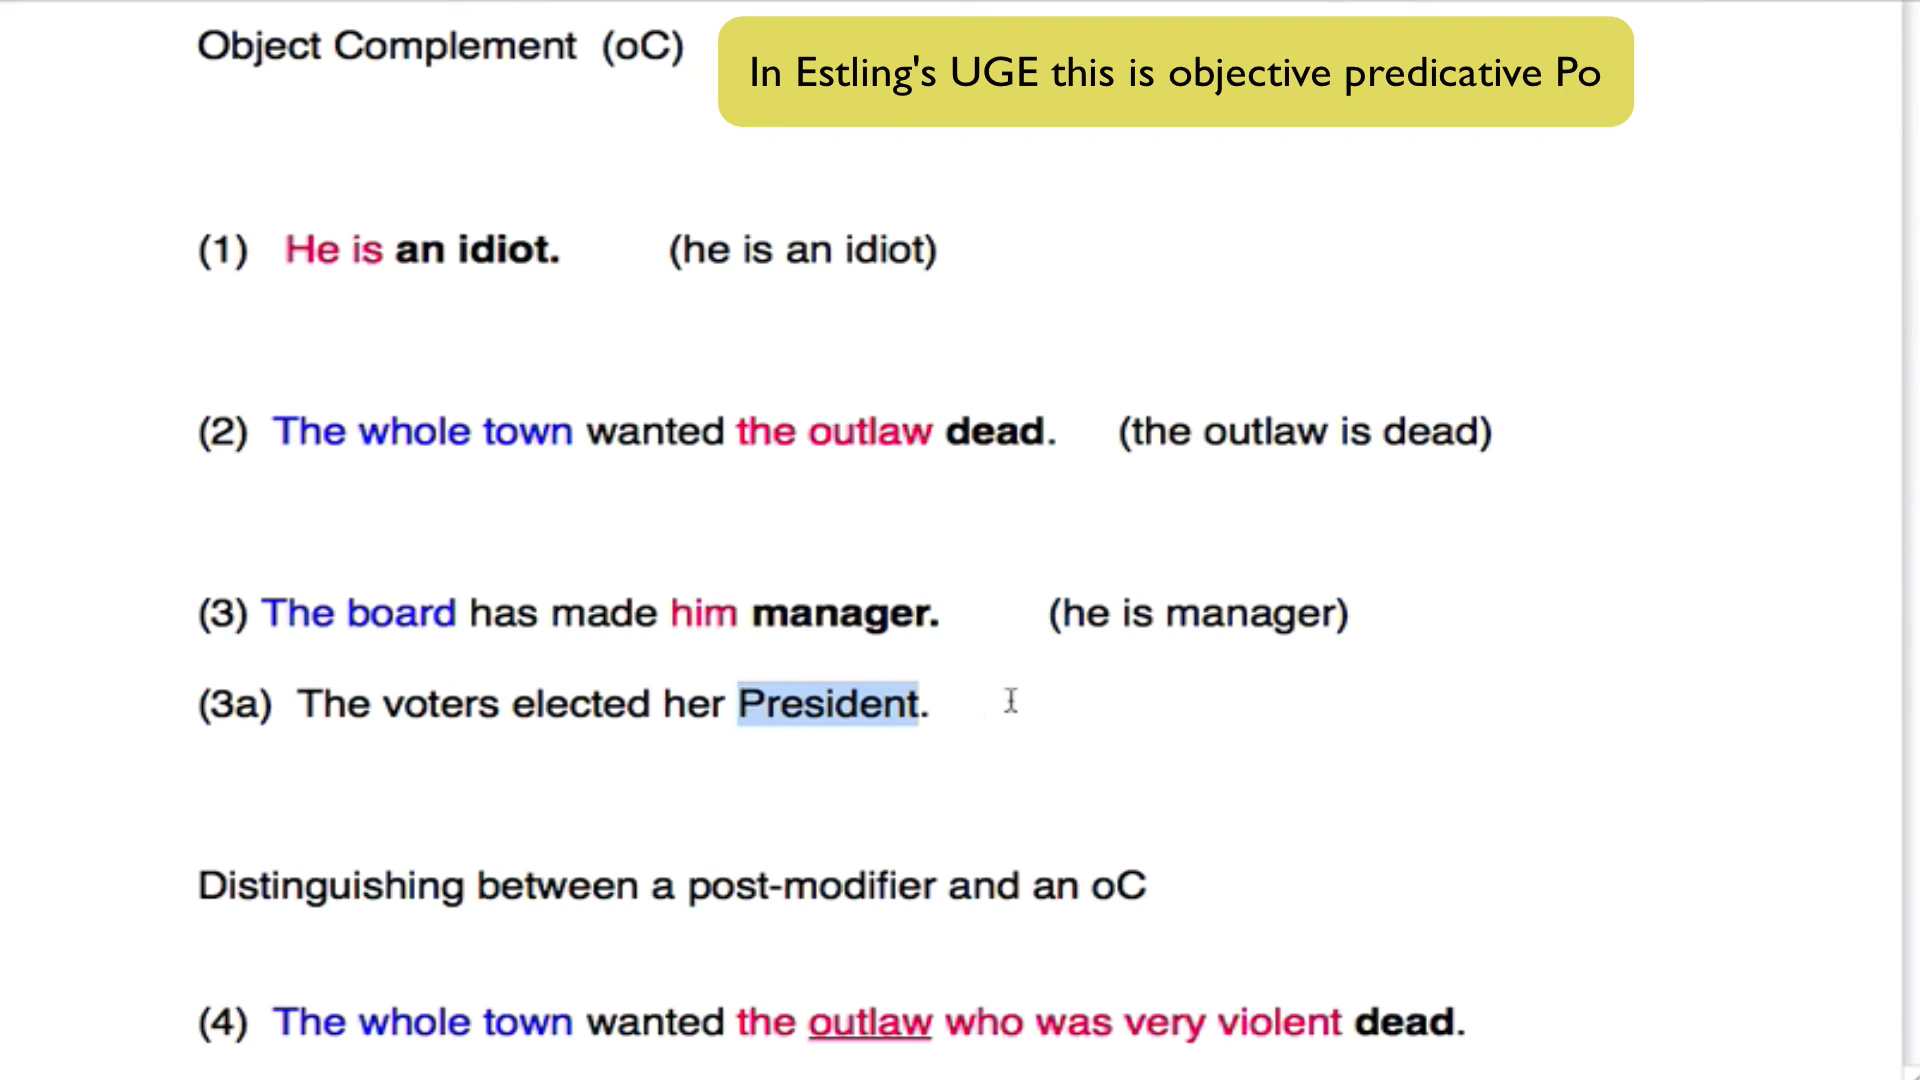 Object Complement (oC)
In Estling's UGE this is objective predicative Po
(1) He is an idiot. (he is an idiot)
(2) The whole town wanted the outlaw dead. (the outlaw is dead)
(3) The board has made him manager. (he is manager)
(3a) The voters elected her President.
Distinguishing between a post-modifier and an oC
(4) The whole town wanted the outlaw who was very violent dead.